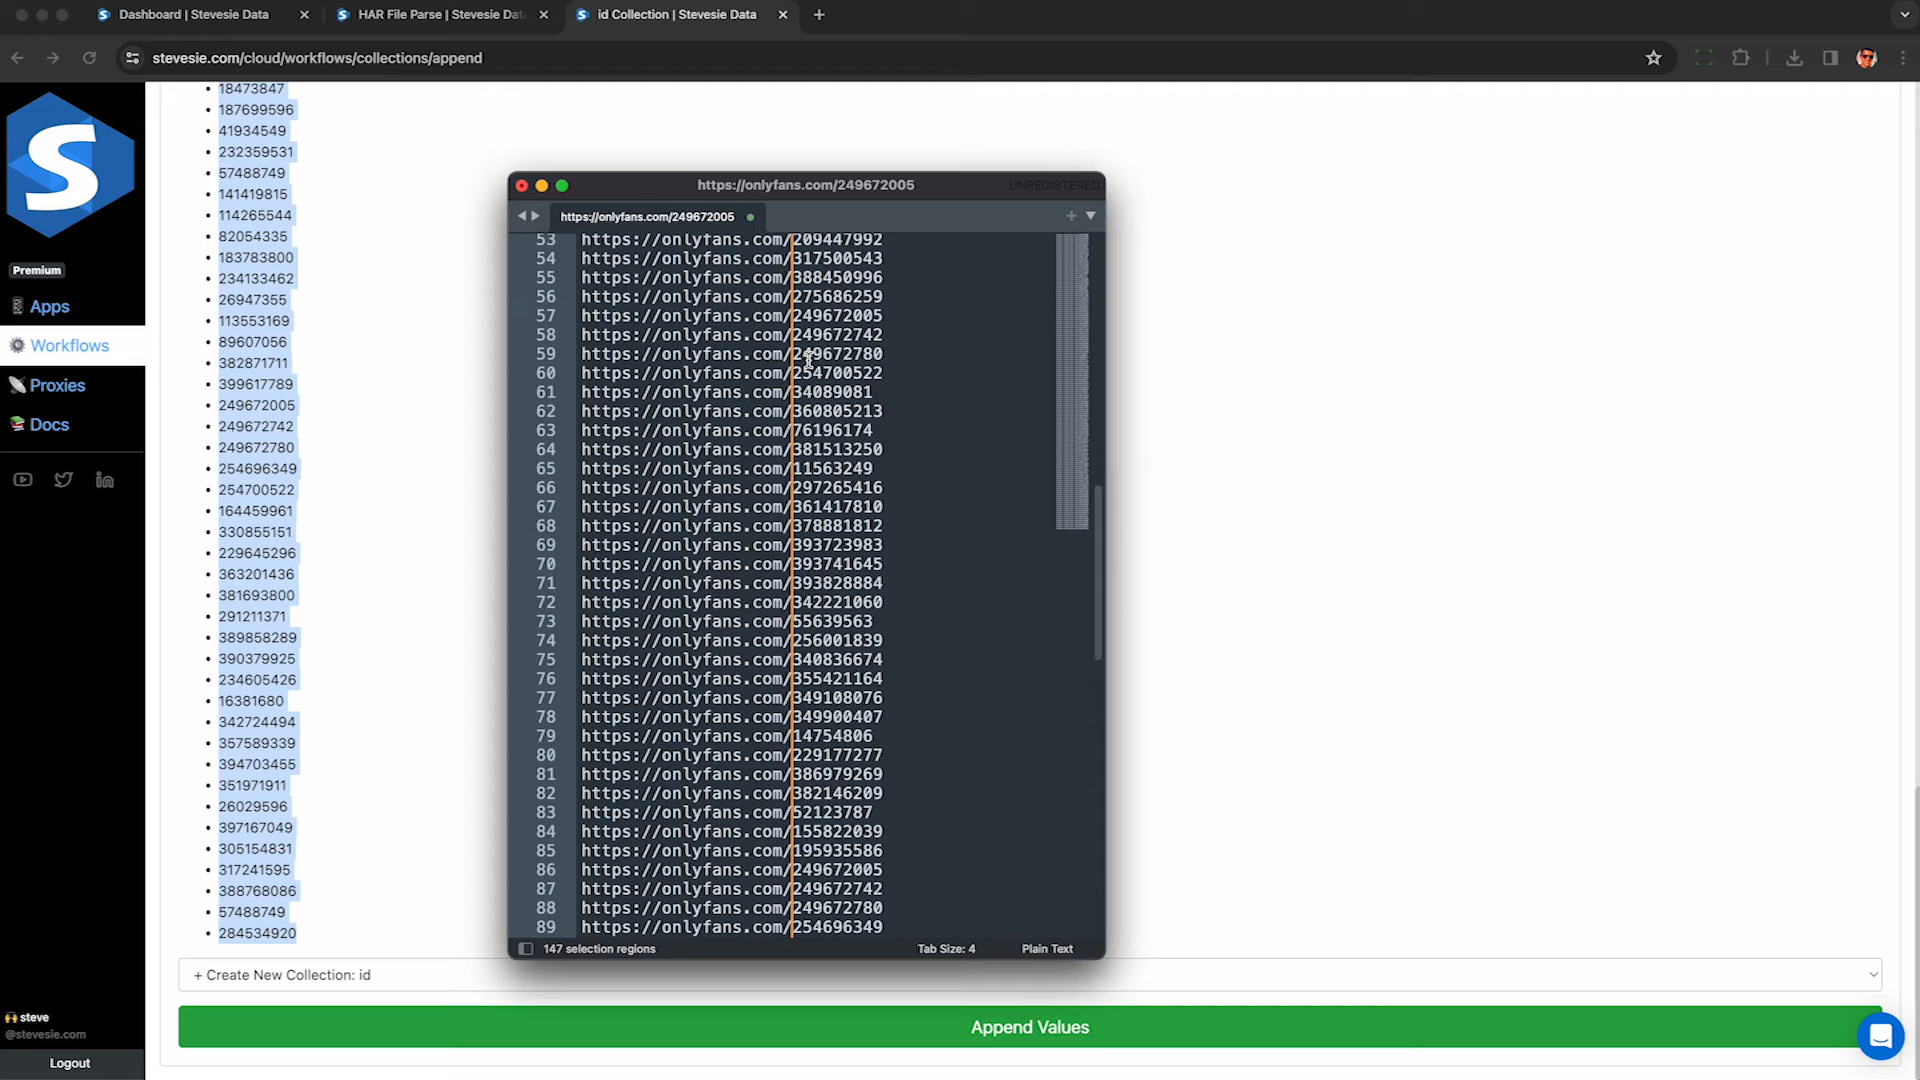 Dashboard | Stevesie Data
HAR File Parse | Stevesie Dat
id Collection | Stevesie Data
stevesie.com/cloud/workflows/collections/append
Premium
Apps
Workflows
Proxies
Docs
steve
@stevesie.com
Logout
18473847
187699596
41934549
232359531
57488749
141419815
114265544
82054335
183783800
234133462
26947355
113553169
89607056
382871711
399617789
249672005
249672742
249672780
254696349
254700522
164459961
330855151
229645296
363201436
381693800
291211371
389858289
390379925
234605426
16381680
342724494
357589339
394703455
351971911
26029596
397167049
305154831
317241595
388768086
57488749
284534920
https://onlyfans.com/249672005
UNREGISTERED
https://onlyfans.com/249672005
53 https://onlyfans.com/209447992
54 https://onlyfans.com/317500543
55 https://onlyfans.com/388450996
56 https://onlyfans.com/275686259
57 https://onlyfans.com/249672005
58 https://onlyfans.com/249672742
59 https://onlyfans.com/249672780
60 https://onlyfans.com/254700522
61 https://onlyfans.com/34089081
62 https://onlyfans.com/360805213
63 https://onlyfans.com/76196174
64 https://onlyfans.com/381513250
65 https://onlyfans.com/11563249
66 https://onlyfans.com/297265416
67 https://onlyfans.com/361417810
68 https://onlyfans.com/378881812
69 https://onlyfans.com/393723983
70 https://onlyfans.com/393741645
71 https://onlyfans.com/393828884
72 https://onlyfans.com/342221060
73 https://onlyfans.com/55639563
74 https://onlyfans.com/256001839
75 https://onlyfans.com/340836674
76 https://onlyfans.com/355421164
77 https://onlyfans.com/349108076
78 https://onlyfans.com/349900407
79 https://onlyfans.com/14754806
80 https://onlyfans.com/229177277
81 https://onlyfans.com/386979269
82 https://onlyfans.com/382146209
83 https://onlyfans.com/52123787
84 https://onlyfans.com/155822039
85 https://onlyfans.com/195935586
86 https://onlyfans.com/249672005
87 https://onlyfans.com/249672742
88 https://onlyfans.com/249672780
89 https://onlyfans.com/254696349
147 selection regions
Tab Size: 4
Plain Text
+ Create New Collection: id
Append Values